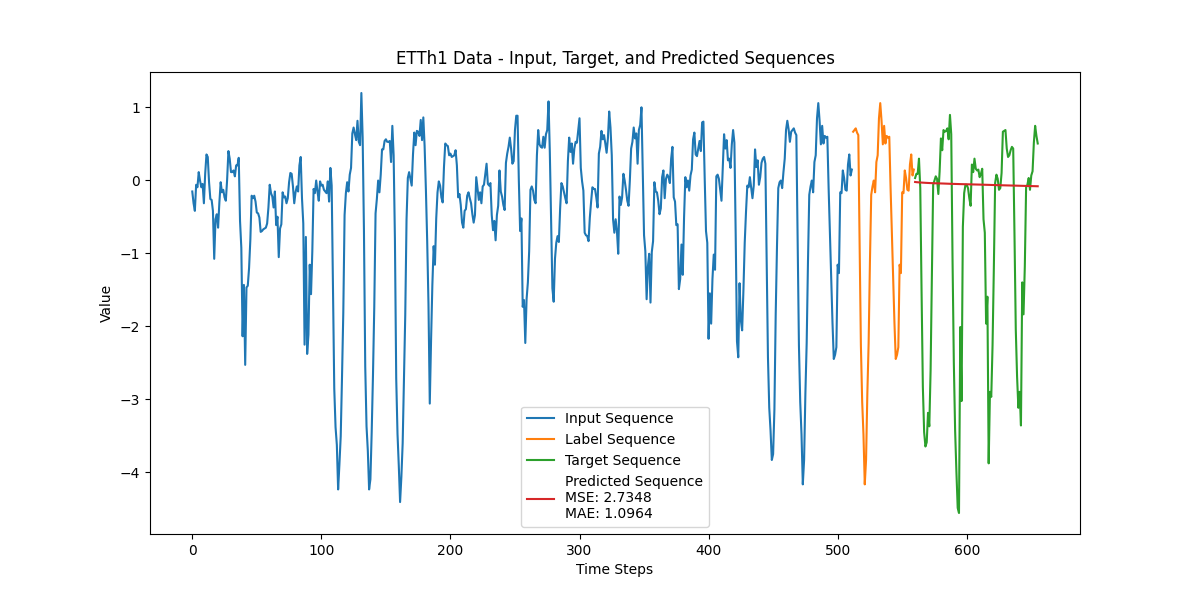 ETTh1 Data - Input, Target, and Predicted Sequences
Value
1
0
−1
−2
−3
−4
Input Sequence
Label Sequence
Target Sequence
Predicted Sequence
MSE: 2.7348
MAE: 1.0964
0 100 200 300 400 500 600
Time Steps